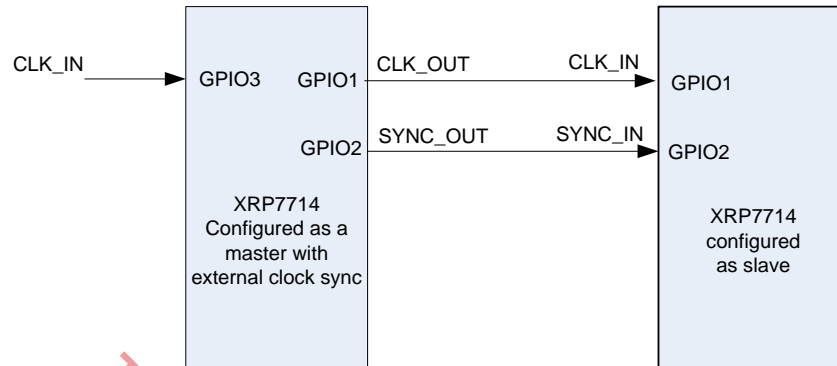 CLK_IN
GPIO3
GPIO1
CLK_OUT
CLK_IN
GPIO1
GPIO2
SYNC_OUT
SYNC_IN
GPIO2
XRP7714
Configured as a
master with
external clock sync
XRP7714
configured
as slave